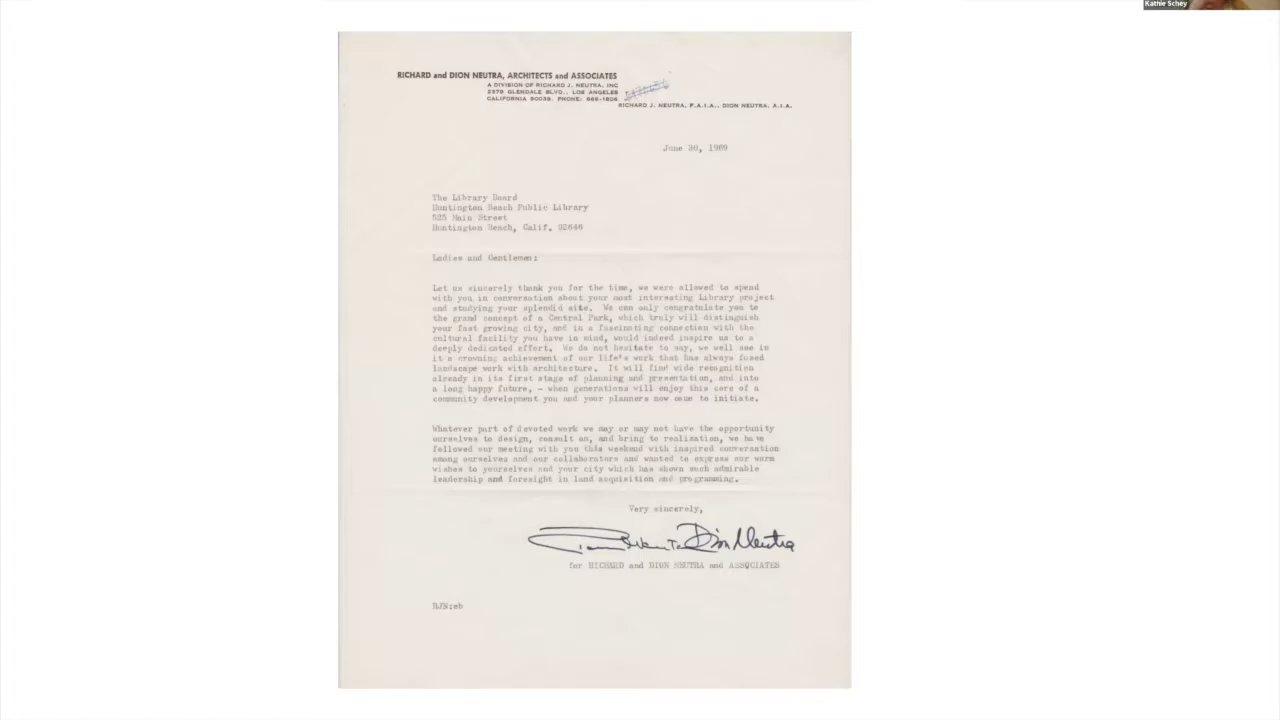 Kathie Schey
RICHARD and DION NEUTRA, ARCHITECTS and ASSOCIATES
A DIVISION OF RICHARD J. NEUTRA, INC
2379 GLENDALE BLVD., LOS ANGELES
CALIFORNIA 90039. PHONE: 666-1806
RICHARD J. NEUTRA, F.A.I.A., DION NEUTRA, A.I.A.
June 30, 1969
The Library Board
Huntington Beach Public Library
525 Main Street
Huntington Beach, Calif. 92646
Ladies and Gentlemen:
Let us sincerely thank you for the time, we were allowed to spend
with you in conversation about your most interesting Library project
and studying your splendid site. We can only congratulate you to
the grand concept of a Central Park, which truly will distinguish
your fast growing city, and in a fascinating connection with the
cultural facility you have in mind, would indeed inspire us to a
deeply dedicated effort. We do not hesitate to say, we well see in
it a crowning achievement of our life's work that has always fused
landscape work with architecture. It will find wide recognition
already in its first stage of planning and presentation, and into
a long happy future, - when generations will enjoy this core of a
community development you and your planners now come to initiate.
Whatever part of devoted work we may or may not have the opportunity
ourselves to design, consult on, and bring to realization, we have
followed our meeting with you this weekend with inspired conversation
among ourselves and our collaborators and wanted to express our warm
wishes to yourselves and your city which has shown such admirable
leadership and foresight in land acquisition and programming.
Very sincerely,
Dion Neutra
for RICHARD and DION NEUTRA and ASSOCIATES
RJN:eb